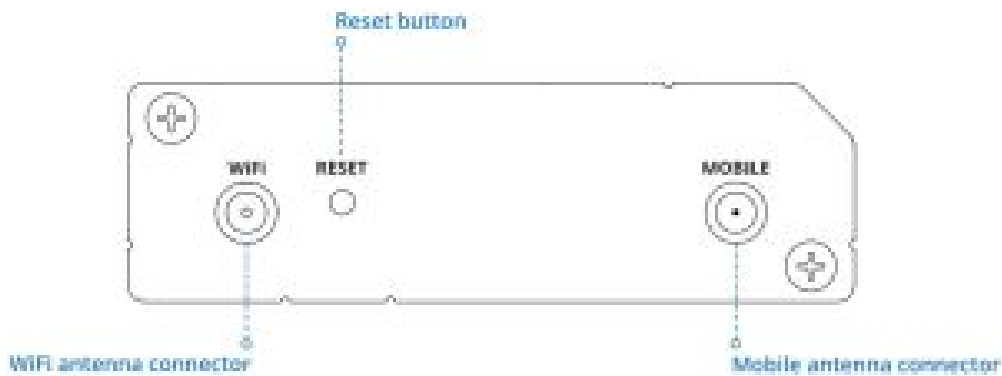 Reset button
WiFi
RESET
MOBILE
WiFi antenna connector
Mobile antenna connector